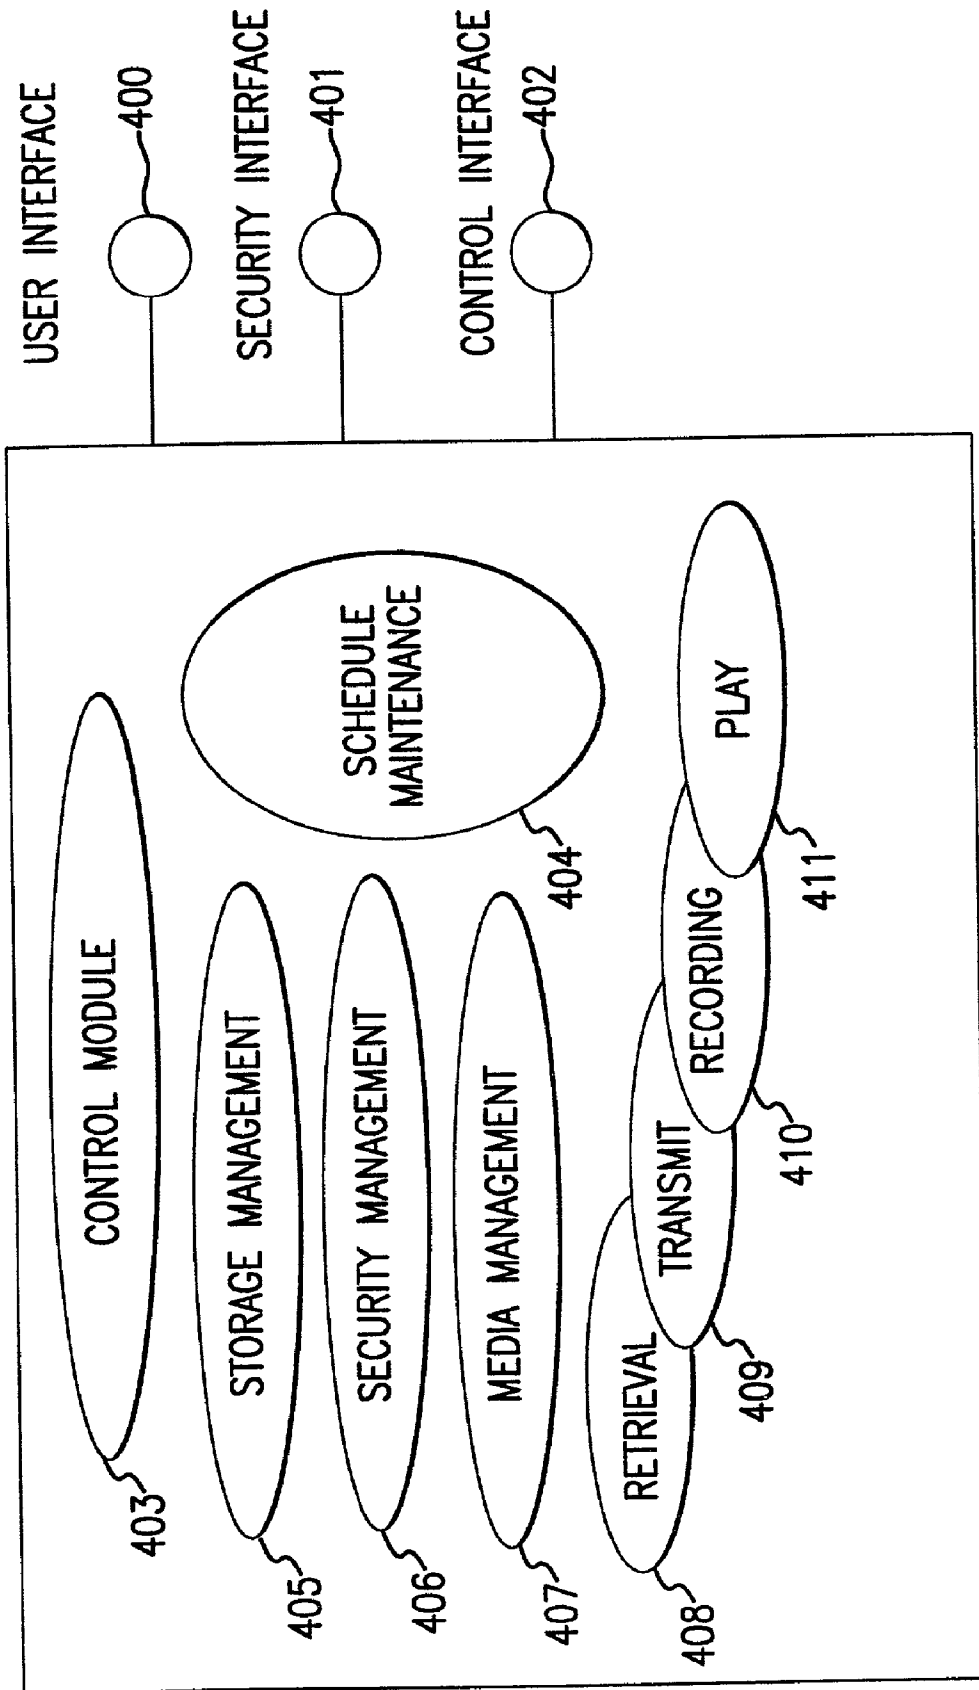 USER INTERFACE
400
SECURITY INTERFACE
401
CONTROL INTERFACE
402
CONTROL MODULE
403
SCHEDULE
MAINTENANCE
404
STORAGE MANAGEMENT
405
SECURITY MANAGEMENT
406
MEDIA MANAGEMENT
407
RETRIEVAL
408
TRANSMIT
409
RECORDING
410
PLAY
411